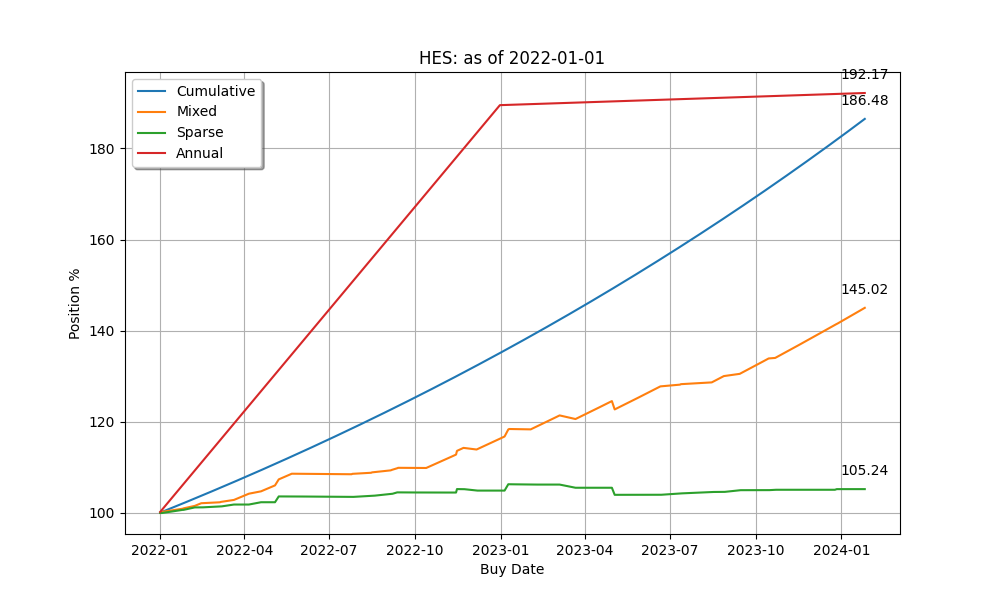 HES: as of 2022-01-01
192.17
Cumulative
186.48
Mixed
Sparse
Annual
180
160
145.02
140
120
105.24
100
Position %
2022-01 2022-04 2022-07 2022-10 2023-01 2023-04 2023-07 2023-10 2024-01
Buy Date